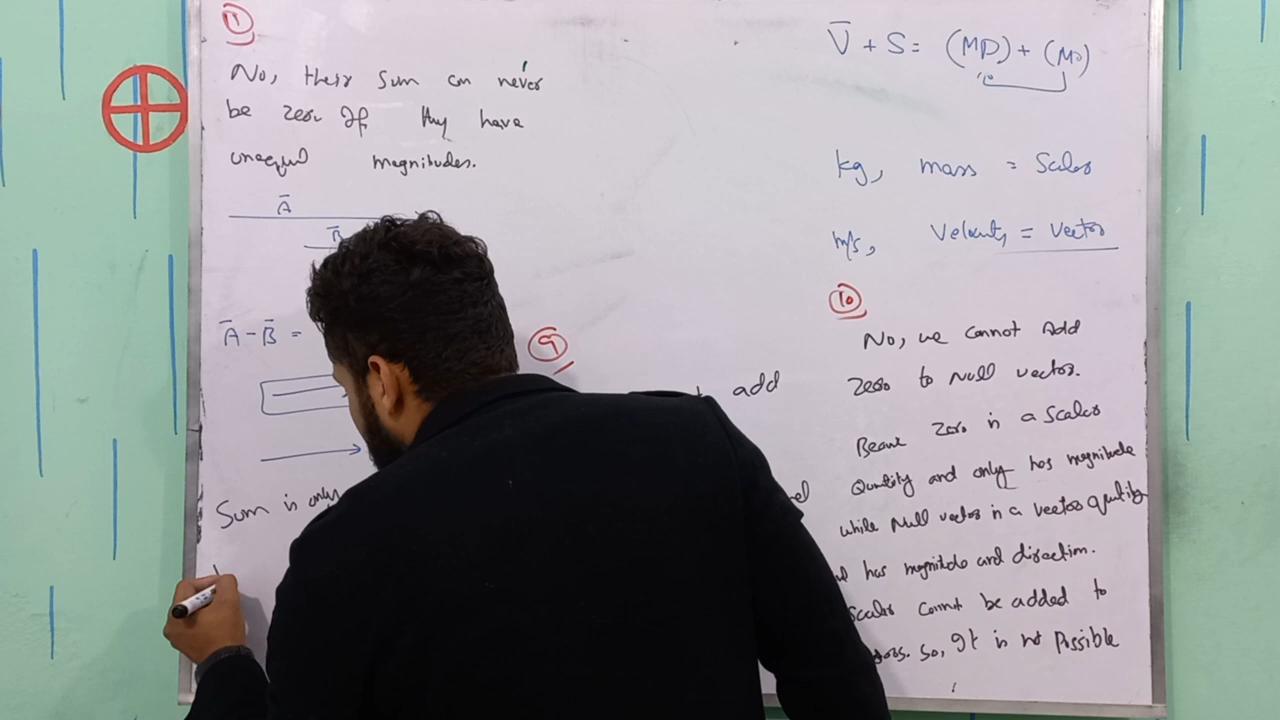 11
No, their sum can never
be zero If they have
unequal magnitudes.
A̅
B̅
A̅ - B̅ =
Sum is only
9
add
V̅ + S = (MD) + (M)
kg, mass = Scalar
m/s, Velocity = Vector
10
No, we cannot Add
zero to Null vector.
zero is a scalar
Quantity and only has magnitude
while Null vector is a vector quantity
has magnitude and direction.
scalar cannot be added to
So, It is not Possible